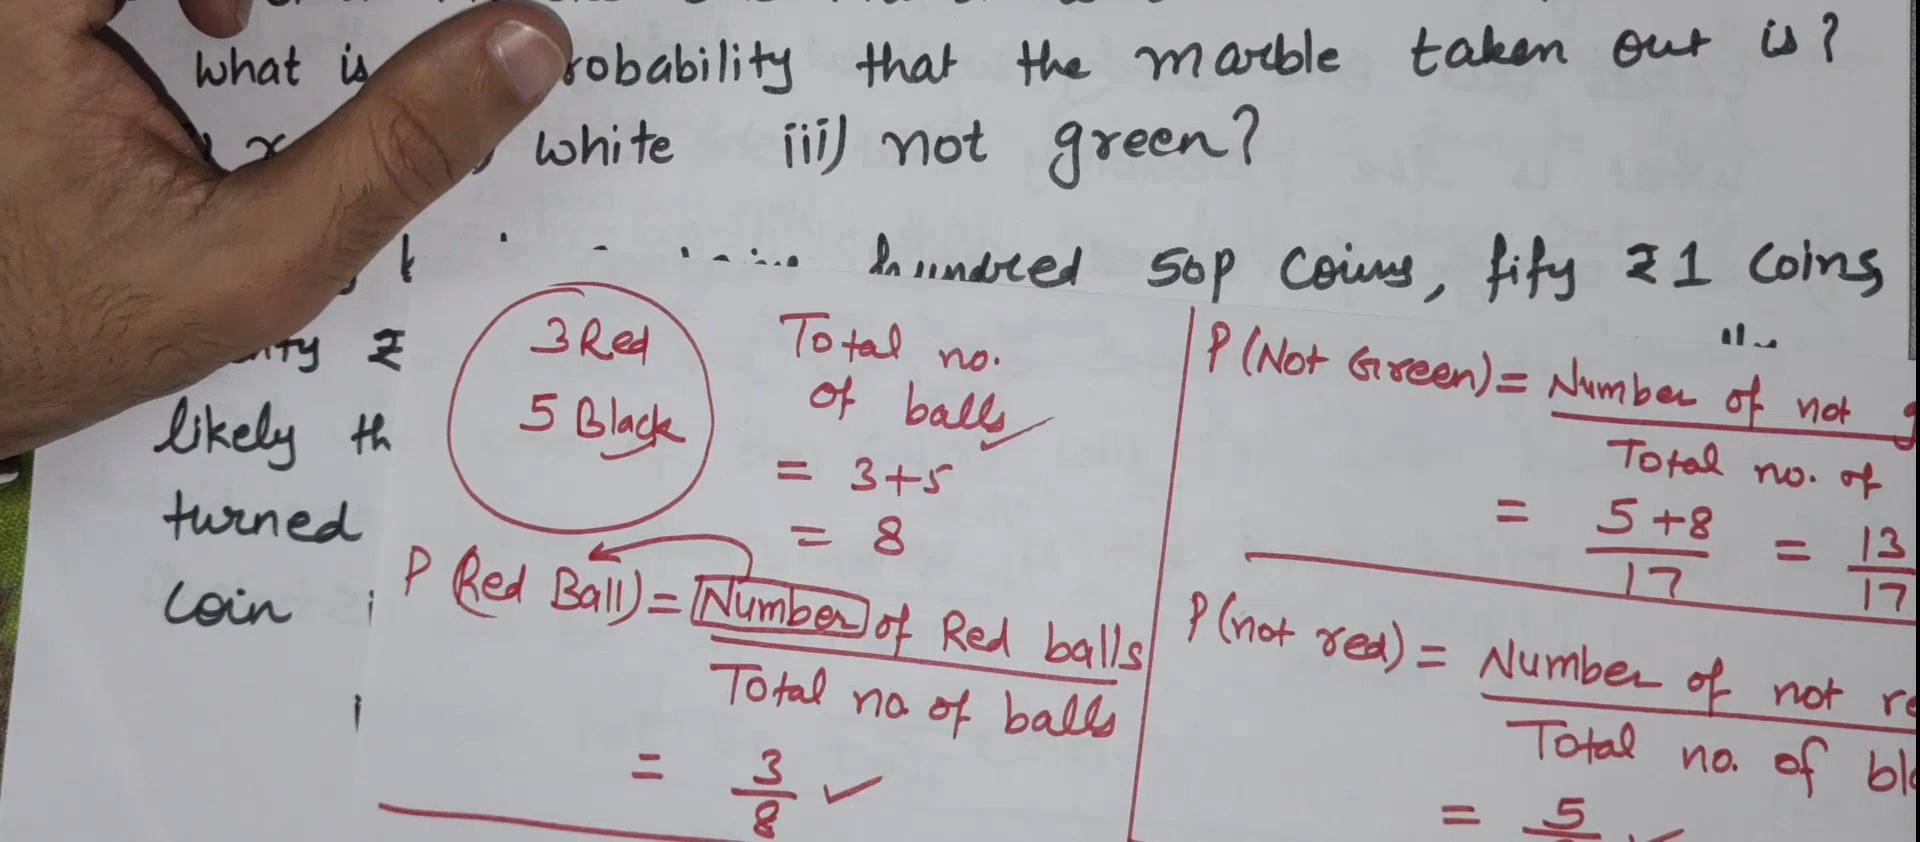 what is robability that the marble taken out is?
white iii) not green?
hundred 50p coins, fify ₹1 coins,
₹
likely th
turned
coin
3 Red
5 Black
Total no.
of balls
= 3+5
= 8
P (Red Ball) = Number of Red balls
Total no of balls
= 3
8
P (Not Green) = Number of not g
Total no. of
= 5+8 = 13
17 17
P (not red) = Number of not re
Total no. of bla
= 5